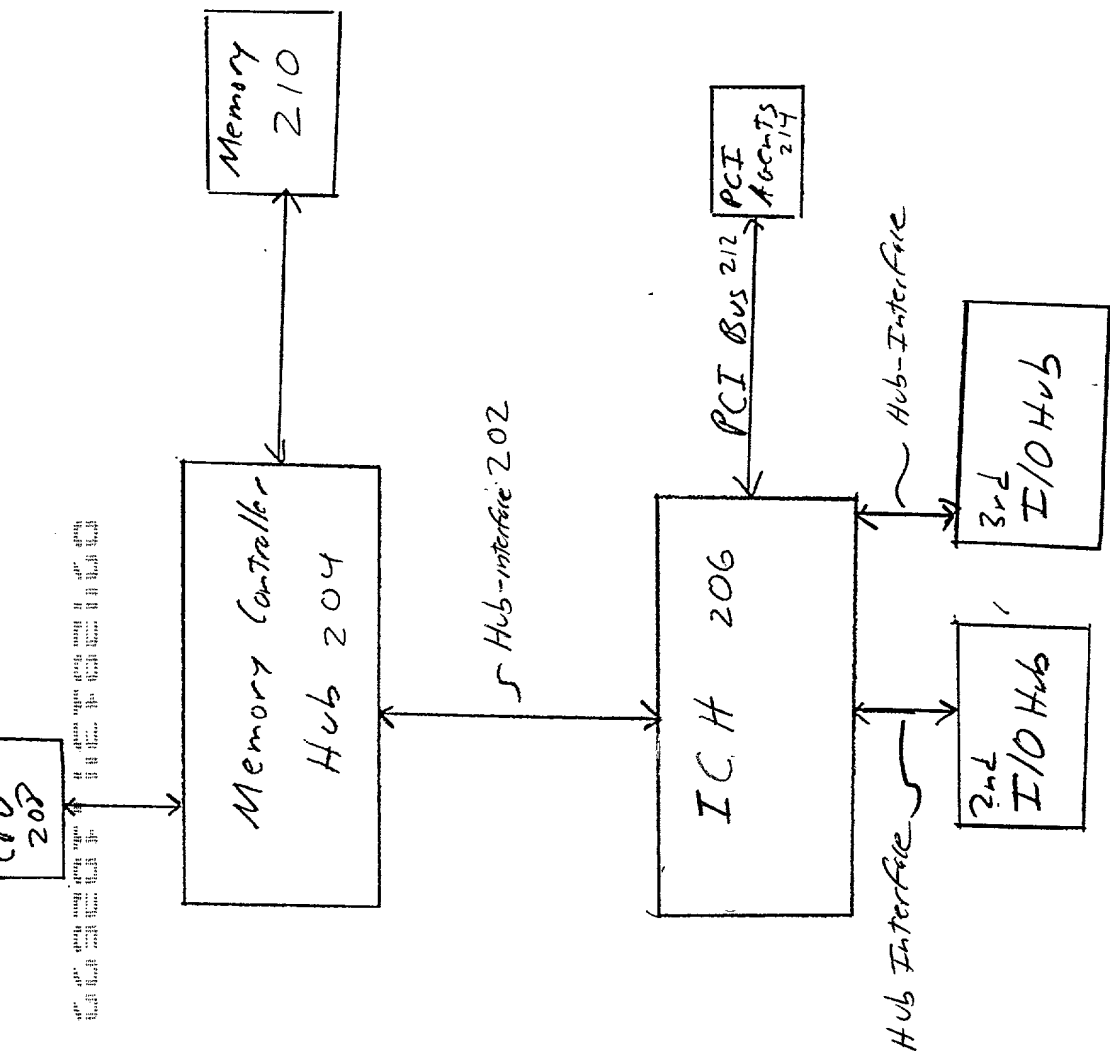 CPU
208
Memory Controller
Hub 204
Memory
210
Hub-interface 202
ICH 206
PCI Bus 212
PCI
Agents
214
Hub Interface
2nd
I/O Hub
Hub-Interface
3rd
I/O Hub